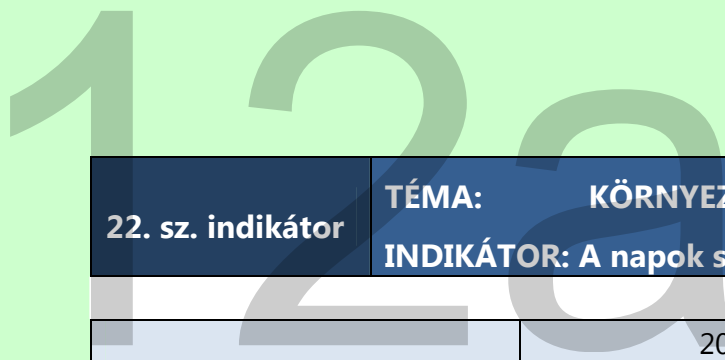 12a
22. sz. indikátor
TÉMA: KÖRNYEZ
INDIKÁTOR: A napok s
20